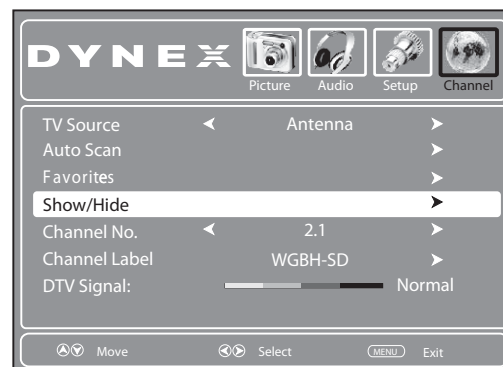 DYNEX
Picture Audio Setup Channel
TV Source Antenna
Auto Scan
Favorites
Show/Hide
Channel No. 2.1
Channel Label WGBH-SD
DTV Signal: Normal
Move Select MENU Exit